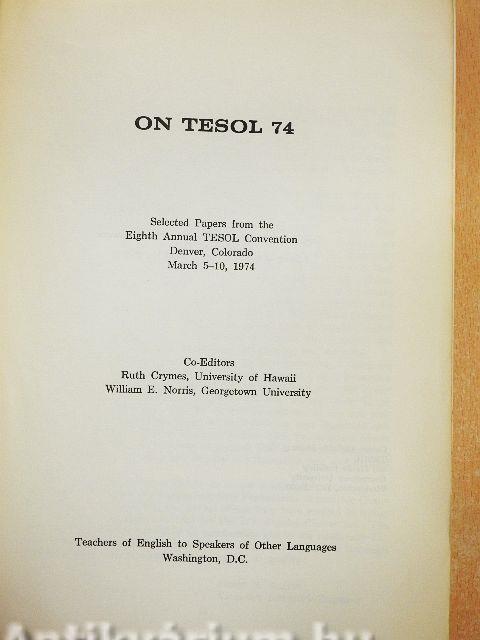 ON TESOL 74
Selected Papers from the
Eighth Annual TESOL Convention
Denver, Colorado
March 5–10, 1974
Co-Editors
Ruth Crymes, University of Hawaii
William E. Norris, Georgetown University
Teachers of English to Speakers of Other Languages
Washington, D.C.
Antikvárium.hu